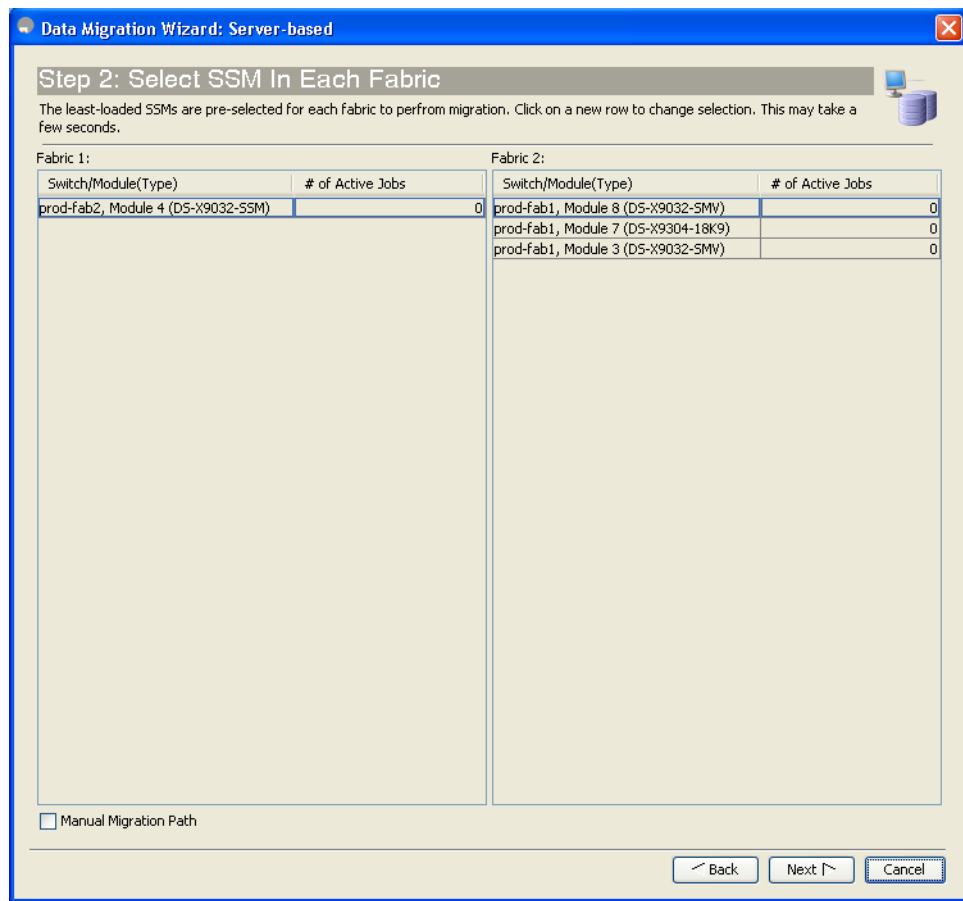 Data Migration Wizard: Server-based
Step 2: Select SSM In Each Fabric
The least-loaded SSMs are pre-selected for each fabric to perfrom migration. Click on a new row to change selection. This may take a
few seconds.
Fabric 1:
Switch/Module(Type) # of Active Jobs
prod-fab2, Module 4 (DS-X9032-SSM) 0
Fabric 2:
Switch/Module(Type) # of Active Jobs
prod-fab1, Module 8 (DS-X9032-SMV) 0
prod-fab1, Module 7 (DS-X9304-18K9) 0
prod-fab1, Module 3 (DS-X9032-SMV) 0
Manual Migration Path
Back Next Cancel